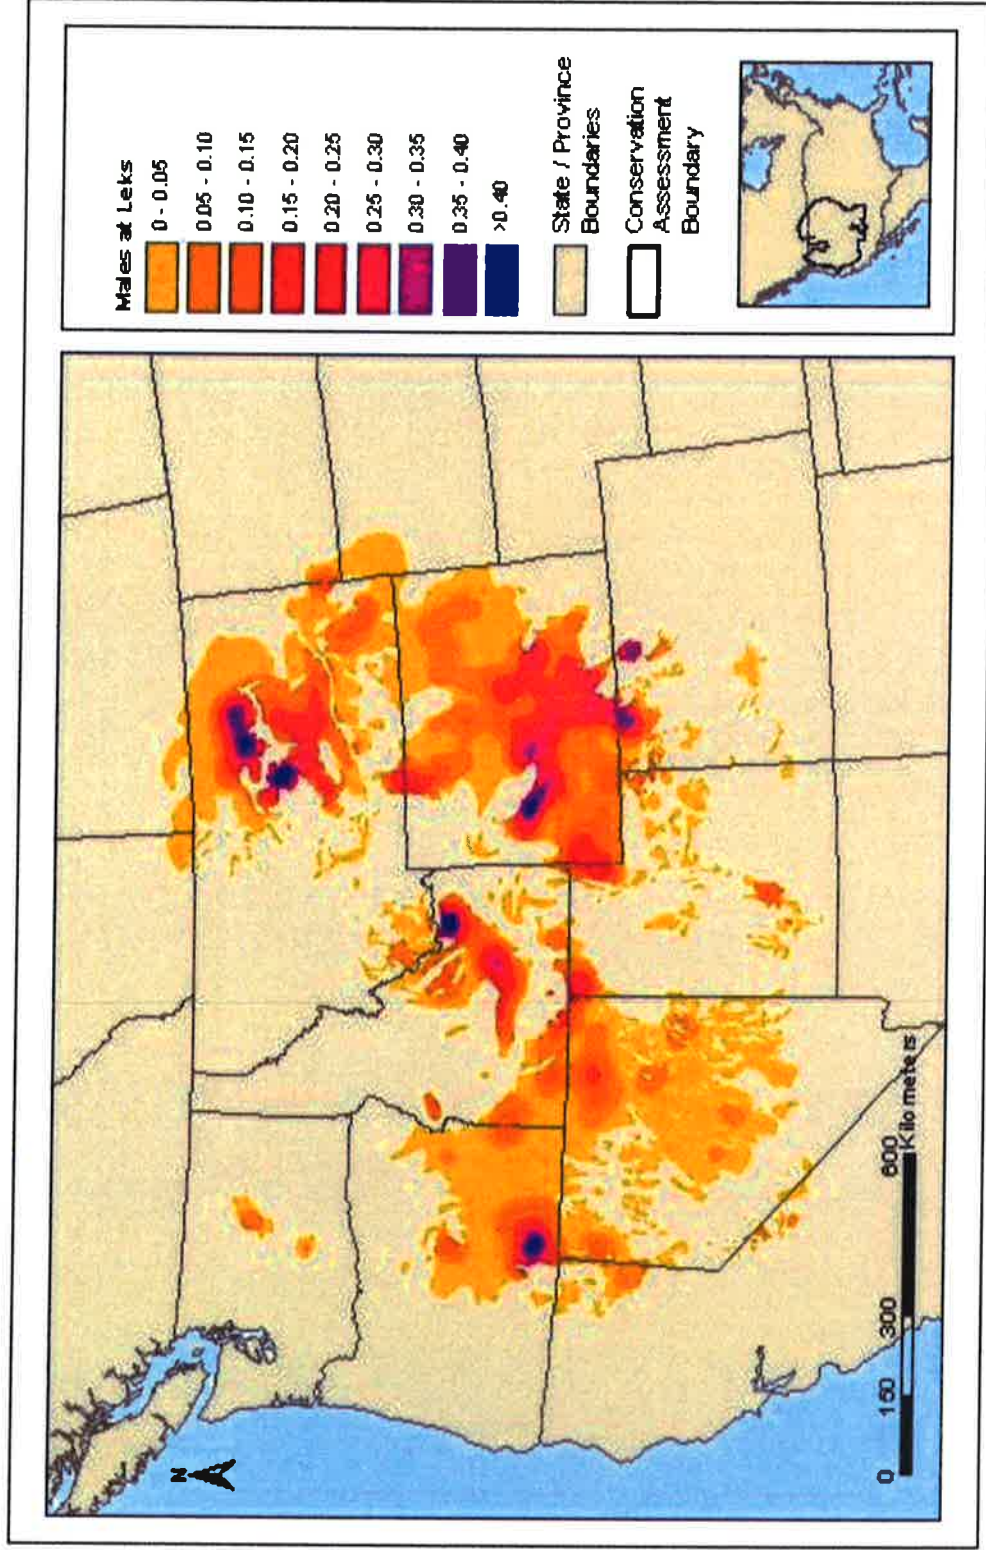 Males at Leks
0 - 0.05
0.05 - 0.10
0.10 - 0.15
0.15 - 0.20
0.20 - 0.25
0.25 - 0.30
0.30 - 0.35
0.35 - 0.40
>0.40
State / Province
Boundaries
Conservation
Assessment
Boundary
N
0 150 300 600
Kilometers